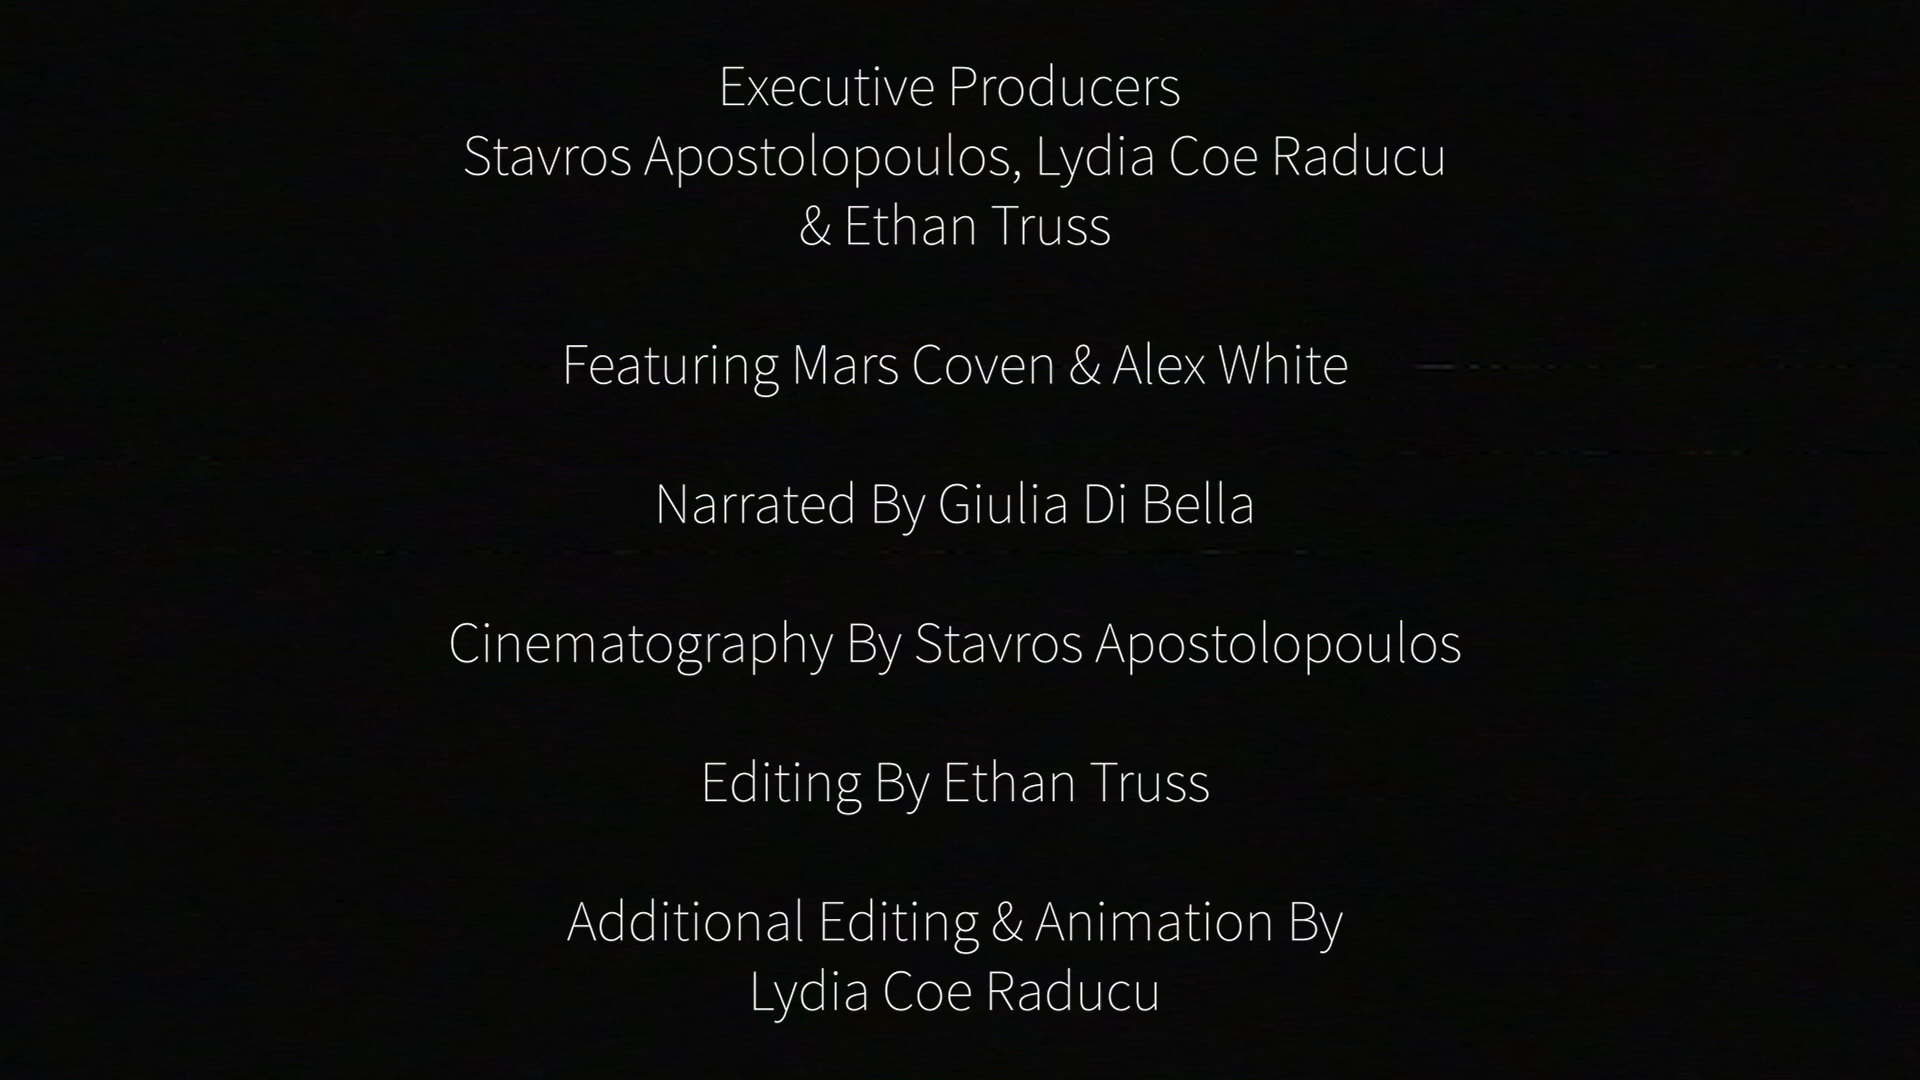 Executive Producers
Stavros Apostolopoulos, Lydia Coe Raducu
& Ethan Truss
Featuring Mars Coven & Alex White
Narrated By Giulia Di Bella
Cinematography By Stavros Apostolopoulos
Editing By Ethan Truss
Additional Editing & Animation By
Lydia Coe Raducu